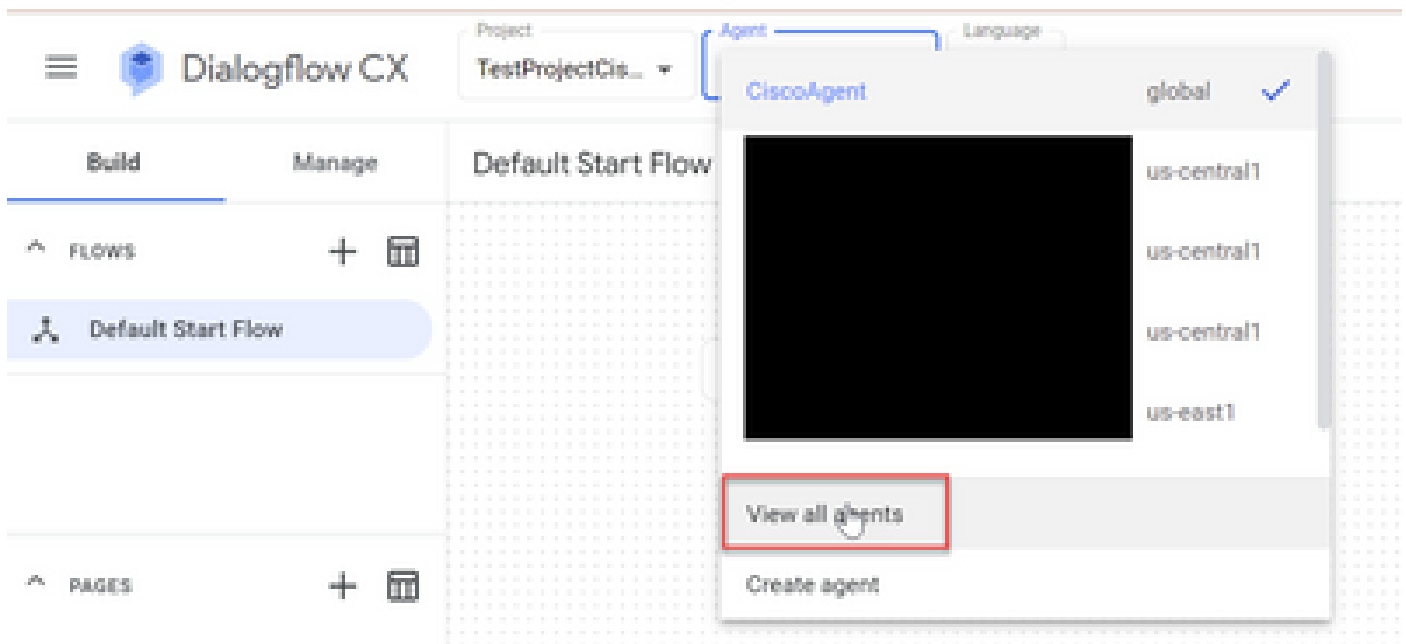 Project
Agent
Language
Dialogflow CX
TestProjectCis...
CiscoAgent
global
Build
Manage
Default Start Flow
us-central1
FLOWS
us-central1
Default Start Flow
us-central1
us-east1
View all agents
PAGES
Create agent